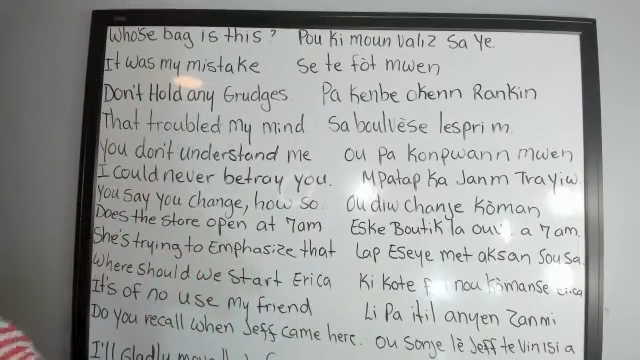 Whose bag is this? Pou ki moun valiz sa ye.
It was my mistake Se te fòt mwen
Don't Hold any Grudges. Pa kenbe okenn Rankin
That troubled my mind Sa boulvèse lespri m.
You don't understand me Ou pa konpwann mwen
I could never betray you. M patap ka Janm Trayiw.
You say you change, how so. Ou diw chanje kòman
Does the store open at 7am Eske Boutik la ouv. a 7am.
She's trying to Emphasize that Lap Eseye met aksan sou sa.
Where should we start Erica Ki kote nou kòmanse Erica
It's of no use my friend Li pa itil anyen Zanmi
Do you recall when Jeff came here. Ou sonje lè Jeff te vin isi a
I'll Gladly